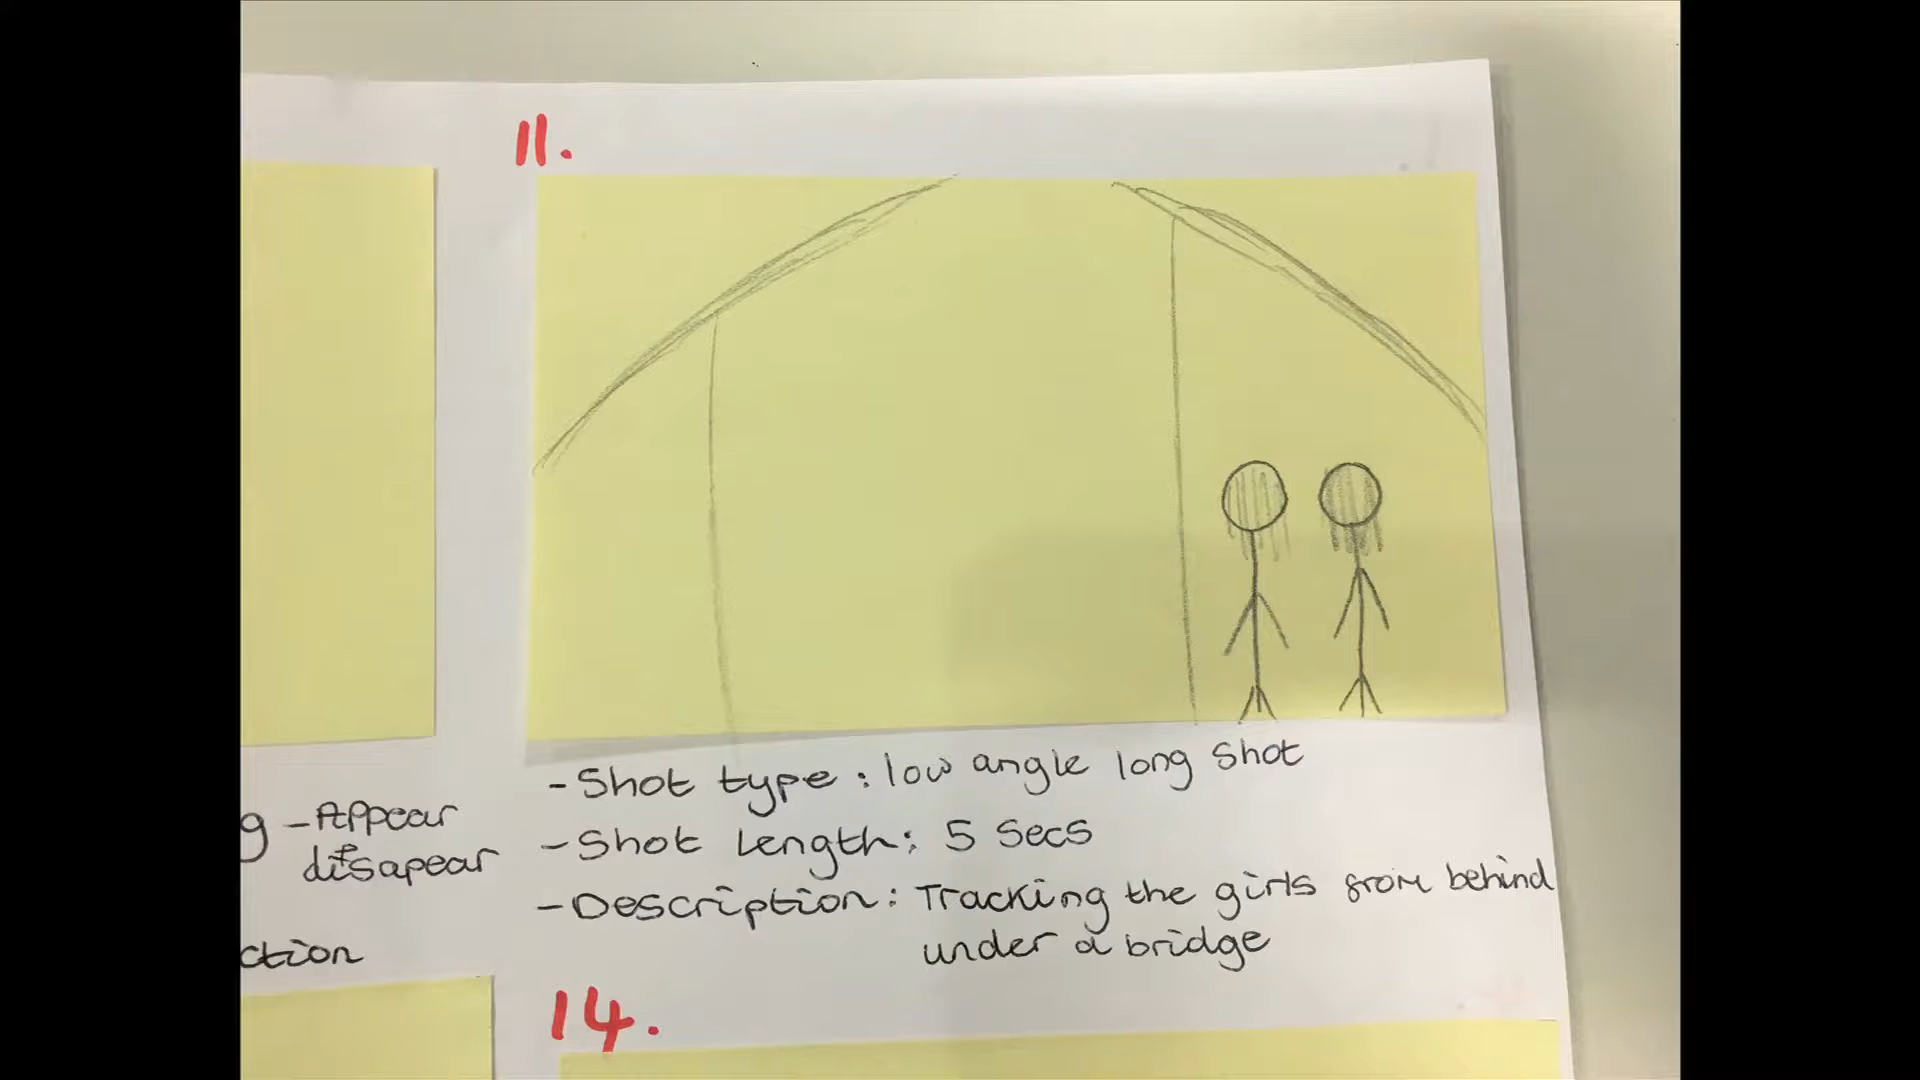 11.
- Shot type: low angle long shot
- Shot length: 5 secs
- Description: Tracking the girls from behind
under a bridge
g - Appear
disapear
ction
14.